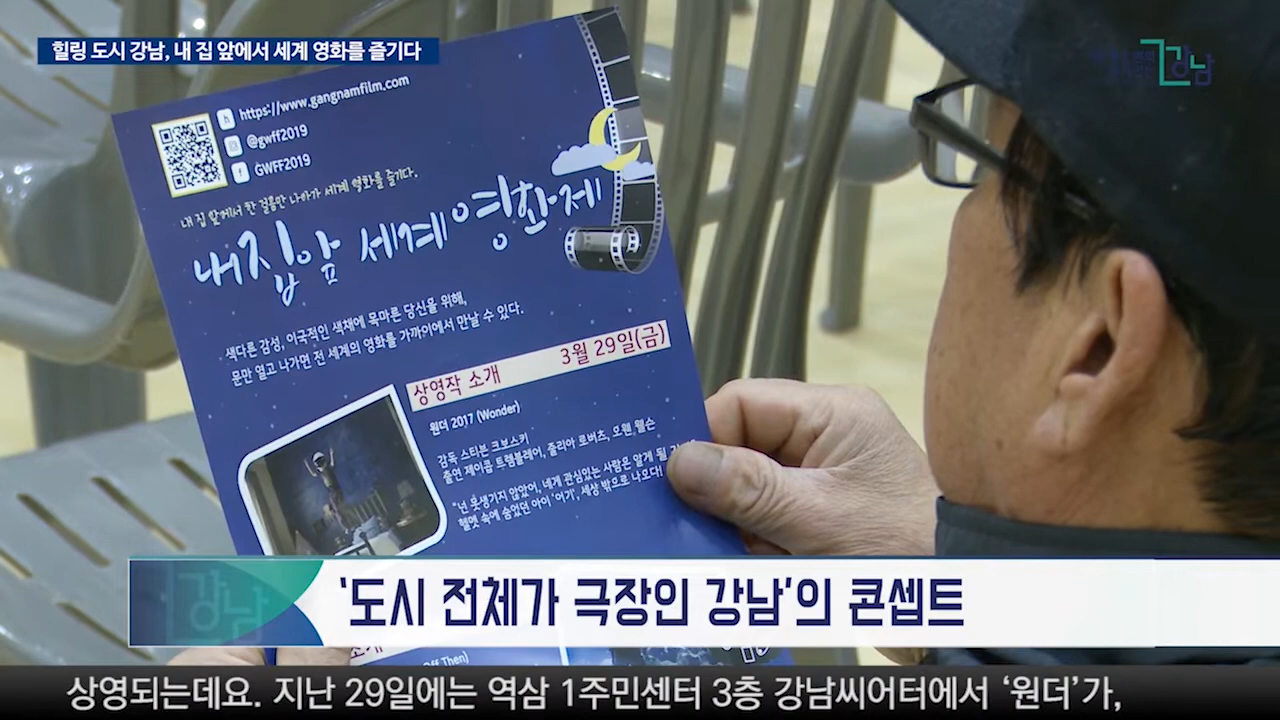 힐링 도시 강남, 내 집 앞에서 세계 영화를 즐기다
강남
https://www.gangnamfilm.com
@gwff2019
GWFF2019
내 집 앞에서 한 걸음만 나아가 세계 영화를 즐기다.
내집앞 세계영화제
색다른 감성, 이국적인 색채에 목마른 당신을 위해,
문만 열고 나가면 전 세계의 영화를 가까이에서 만날 수 있다.
상영작 소개 3월 29일(금)
원더 2017 (Wonder)
감독 스티븐 크보스키
출연 제이콥 트렘블레이, 줄리아 로버츠, 오웬 윌슨
"넌 못생기지 않았어, 네게 관심있는 사람은 알게 될
헬멧 속에 숨었던 아이 '어기', 세상 밖으로 나오다!
강남
‘도시 전체가 극장인 강남’의 콘셉트
소개
Off Then)
상영되는데요. 지난 29일에는 역삼 1주민센터 3층 강남씨어터에서 ‘원더’가,